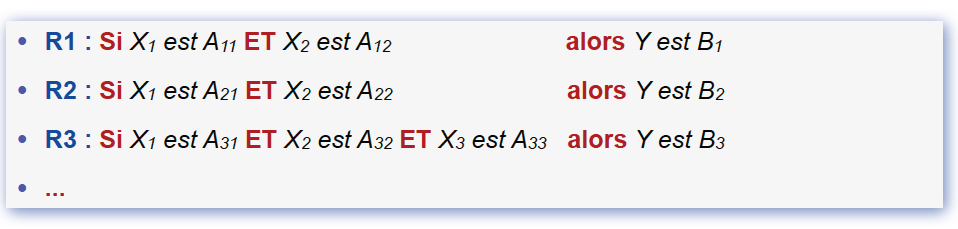 • R1 : Si X₁ est A₁₁ ET X₂ est A₁₂ alors Y est B₁
• R2 : Si X₁ est A₂₁ ET X₂ est A₂₂ alors Y est B₂
• R3 : Si X₁ est A₃₁ ET X₂ est A₃₂ ET X₃ est A₃₃ alors Y est B₃
• ...